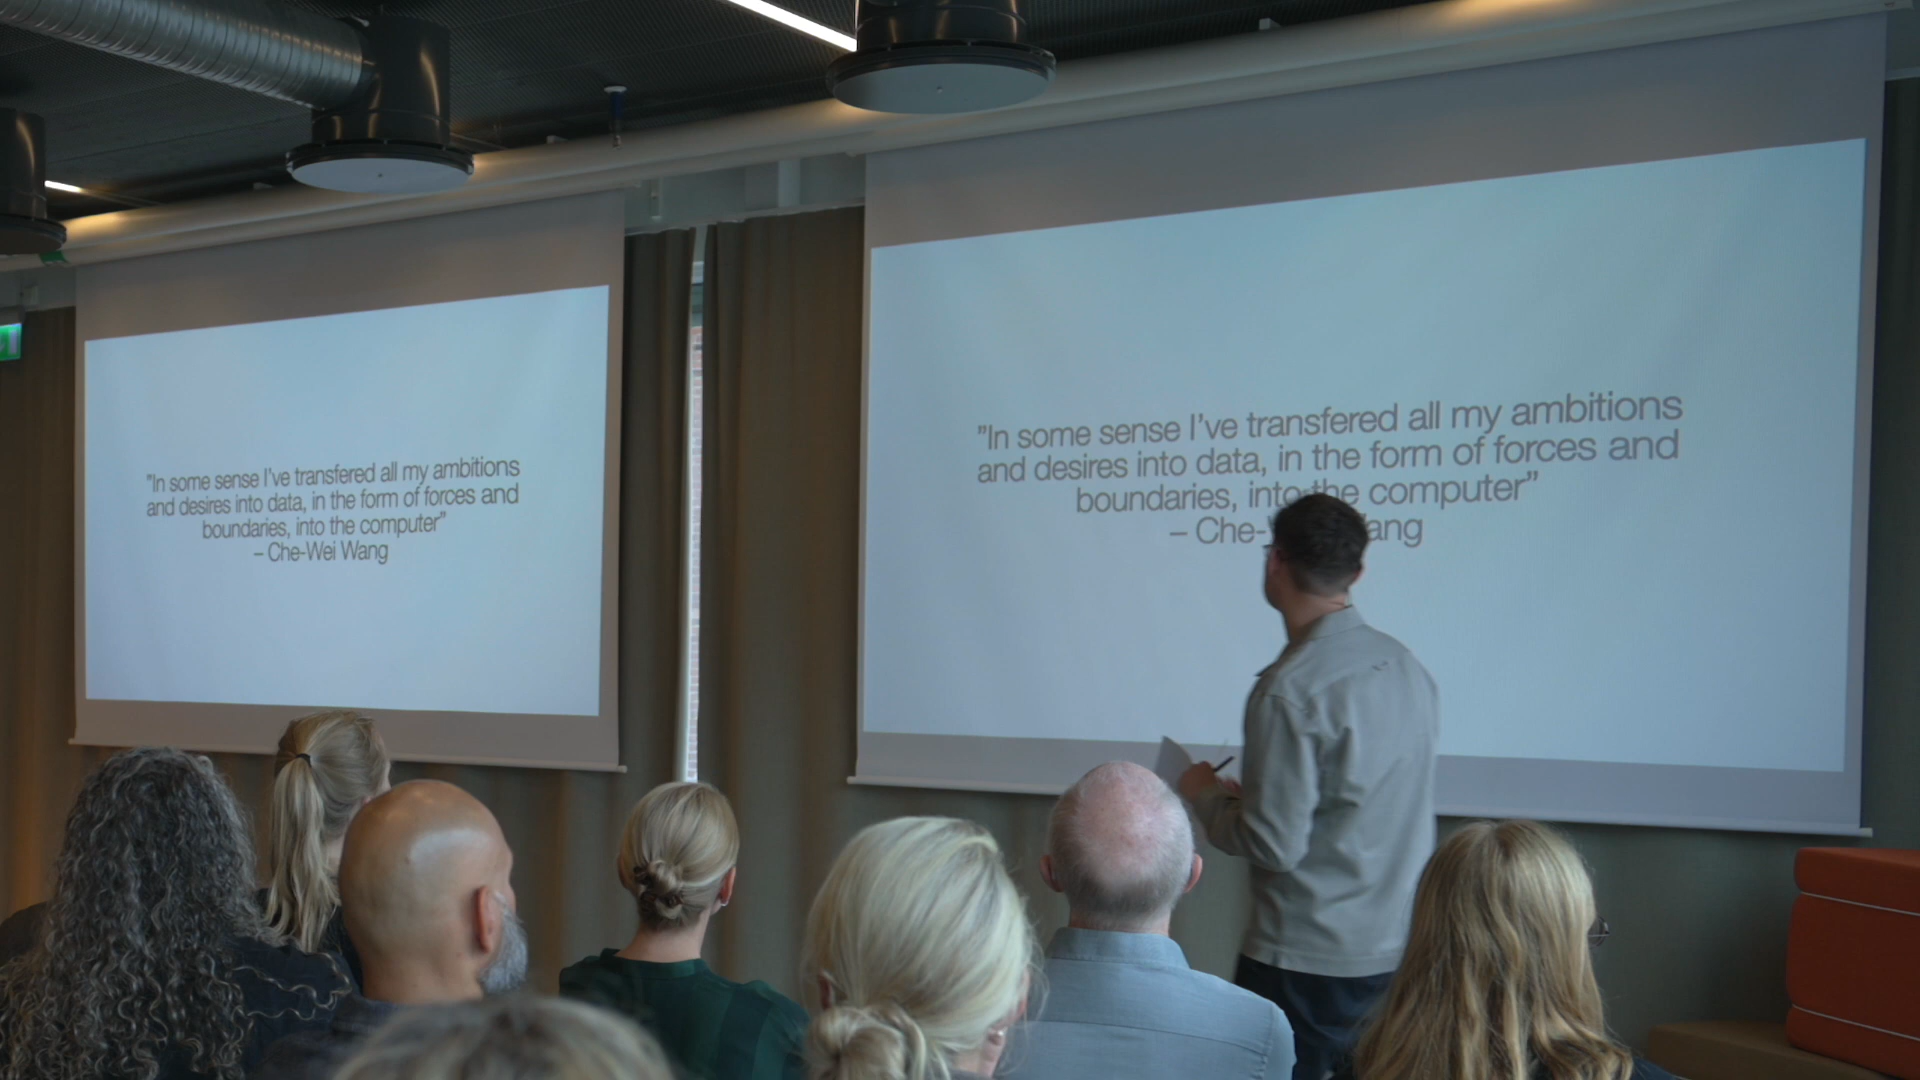 "In some sense I've transfered all my ambitions
and desires into data, in the form of forces and
boundaries, into the computer"
– Che-Wei Wang
"In some sense I've transfered all my ambitions
and desires into data, in the form of forces and
boundaries, into the computer"
– Che- ang